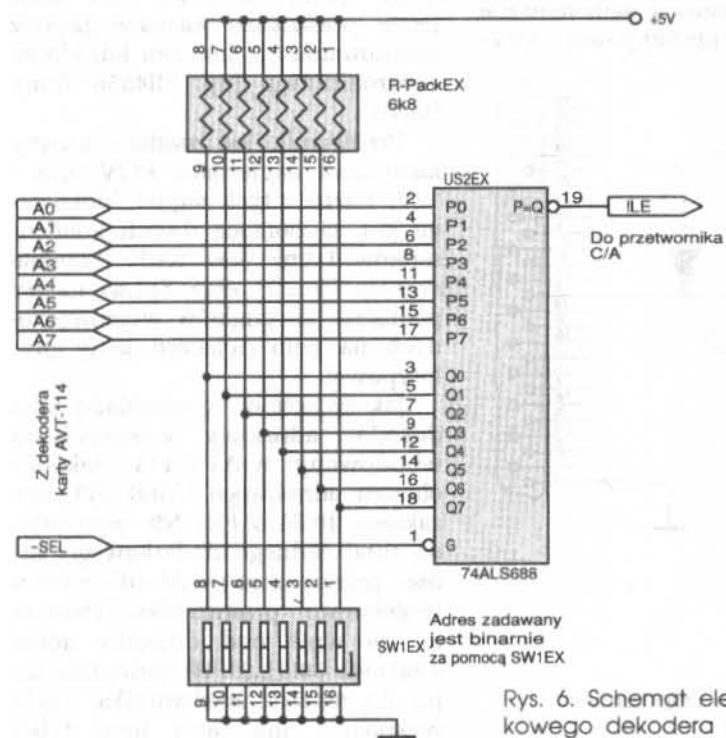 +5V
8 7 6 5 4 3 2 1
R-PackEX
6k8
9 10 11 12 13 14 15 16
US2EX
A0 2 P0 P=Q 19 !LE
A1 4 P1
A2 6 P2
A3 8 P3
A4 11 P4
A5 13 P5
A6 15 P6
A7 17 P7
Do przetwornika
C/A
3 Q0
5 Q1
7 Q2
9 Q3
12 Q4
14 Q5
16 Q6
18 Q7
Z dekodera
karty AVT-114
~SEL 1 G
74ALS688
8 7 6 5 4 3 2 1
SW1EX
9 10 11 12 13 14 15 16
Adres zadawany
jest binarnie
za pomocą SW1EX
Rys. 6. Schemat ele
kowego dekodera